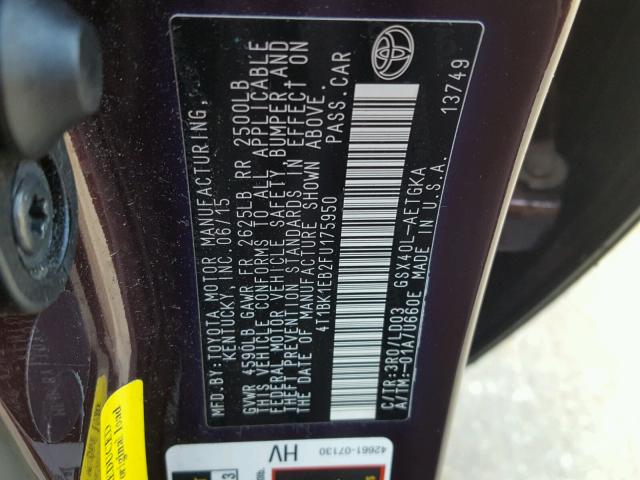 MFD.BY:TOYOTA MOTOR MANUFACTURING,
KENTUCKY, INC. 06/15
GVWR 4590LB GAWR FR 2625LB RR 2500LB
THIS VEHICLE CONFORMS TO ALL APPLICABLE
FEDERAL MOTOR VEHICLE SAFETY, BUMPER, AND
THEFT PREVENTION STANDARDS IN EFFECT ON
THE DATE OF MANUFACTURE SHOWN ABOVE.
4T1BK1EB2FU175950 PASS.CAR
C/TR:3R0/LD03 GSX40L-AETGKA
A/TM:-01A/U660E MADE IN U.S.A.
13749
42661-07130
HV
3